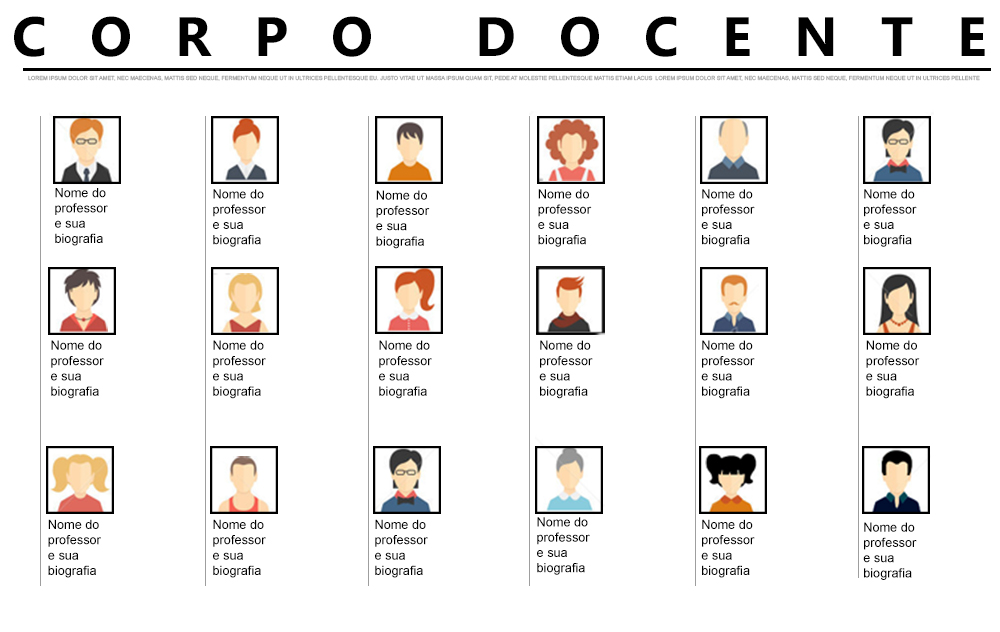 CORPO DOCENTE
LOREM IPSUM DOLOR SIT AMET, NEC MAECENAS, MATTIS SED NEQUE, FERMENTUM NEQUE UT IN ULTRICES PELLENTESQUE EU. JUSTO VITAE UT MASSA IPSUM QUAM SIT, PEDE AT MOLESTIE PELLENTESQUE MATTIS ETIAM LACUS LOREM IPSUM DOLOR SIT AMET, NEC MAECENAS, MATTIS SED NEQUE, FERMENTUM NEQUE UT IN ULTRICES PELLENTE
Nome do
professor
e sua
biografia
Nome do
professor
e sua
biografia
Nome do
professor
e sua
biografia
Nome do
professor
e sua
biografia
Nome do
professor
e sua
biografia
Nome do
professor
e sua
biografia
Nome do
professor
e sua
biografia
Nome do
professor
e sua
biografia
Nome do
professor
e sua
biografia
Nome do
professor
e sua
biografia
Nome do
professor
e sua
biografia
Nome do
professor
e sua
biografia
Nome do
professor
e sua
biografia
Nome do
professor
e sua
biografia
Nome do
professor
e sua
biografia
Nome do
professor
e sua
biografia
Nome do
professor
e sua
biografia
Nome do
professor
e sua
biografia